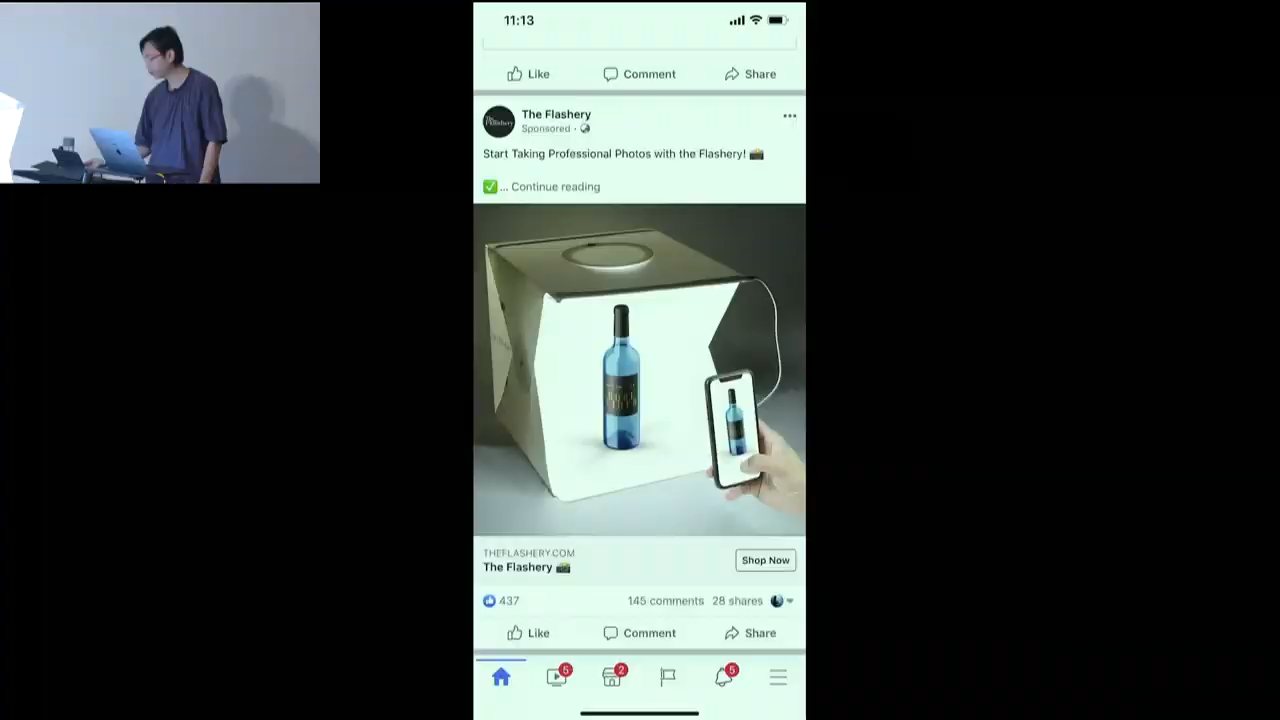 11:13
Like Comment Share
The Flashery
Sponsored ·
Start Taking Professional Photos with the Flashery! 📸
✅ ... Continue reading
THEFLASHERY.COM
The Flashery 📸
Shop Now
437 145 comments 28 shares
Like Comment Share
5 2 5